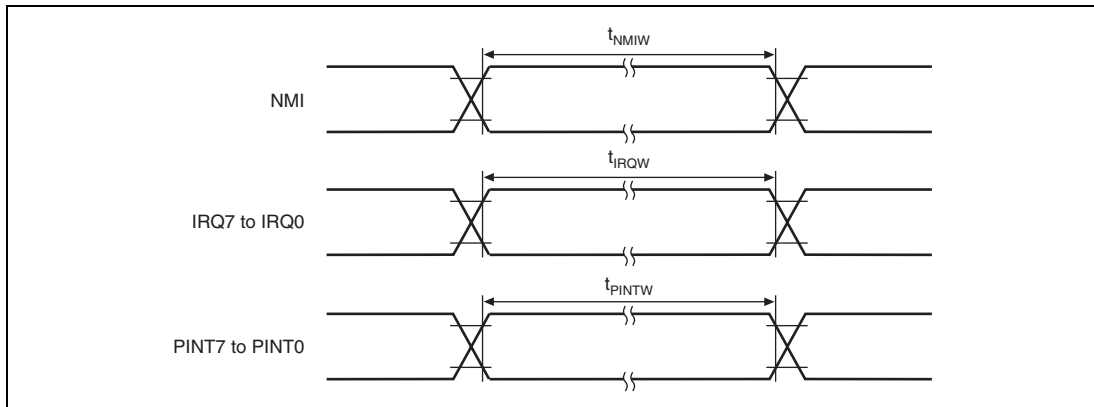 tNMIW
NMI
tIRQW
IRQ7 to IRQ0
tPINTW
PINT7 to PINT0